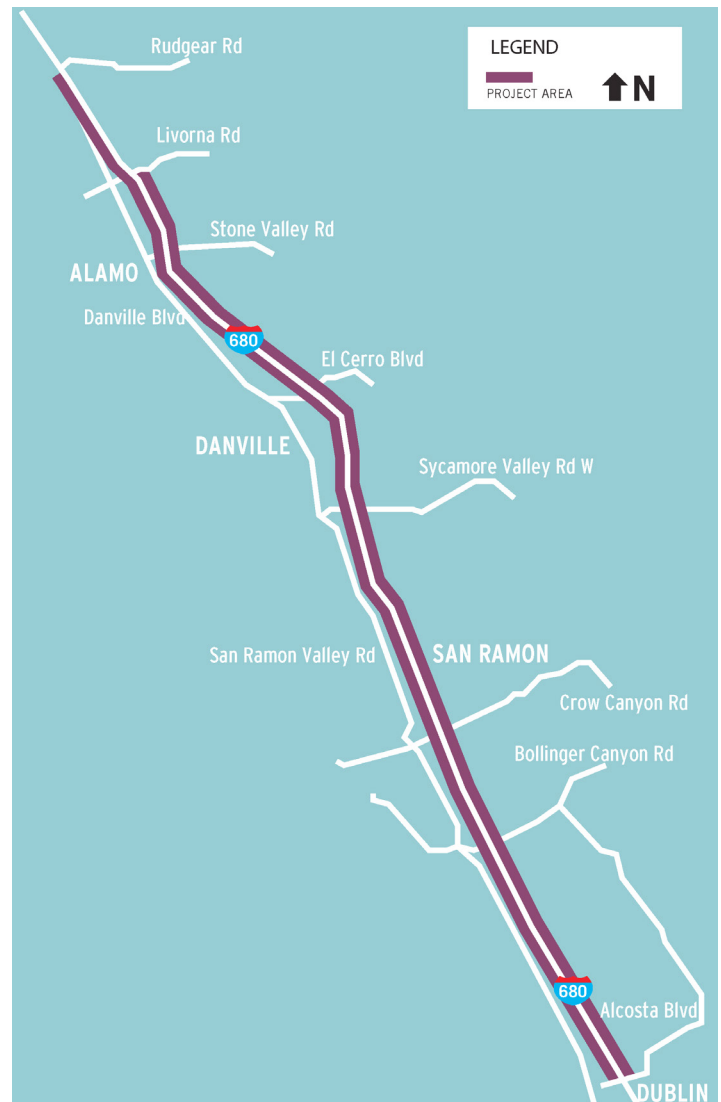 LEGEND
PROJECT AREA
N
Rudgear Rd
Livorna Rd
Stone Valley Rd
ALAMO
Danville Blvd
680
El Cerro Blvd
DANVILLE
Sycamore Valley Rd W
San Ramon Valley Rd
SAN RAMON
Crow Canyon Rd
Bollinger Canyon Rd
680
Alcosta Blvd
DUBLIN